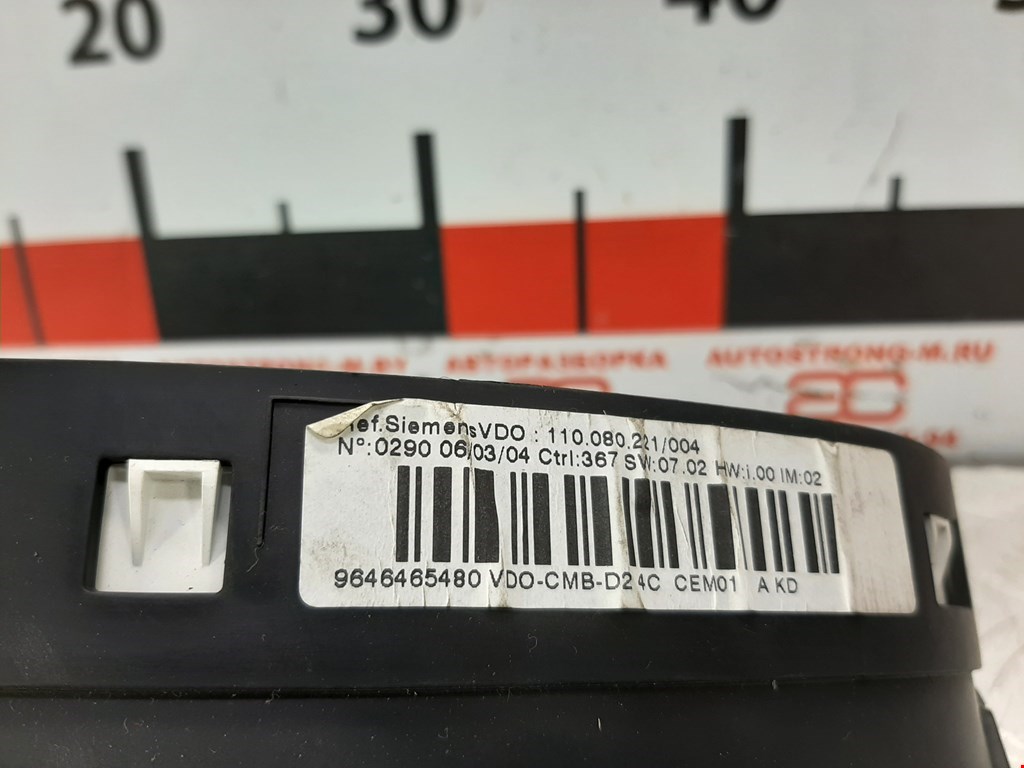 20 30 40
AUTOSTRONG-M.RU
АВТОРАЗБОРКА
SiemensVDO : 110.080.221/004
N°:0290 06/03/04 Ctrl:367 SW:07.02 HW:i.00 IM:02
9646465480 VDO-CMB-D24C CEM01 A KD